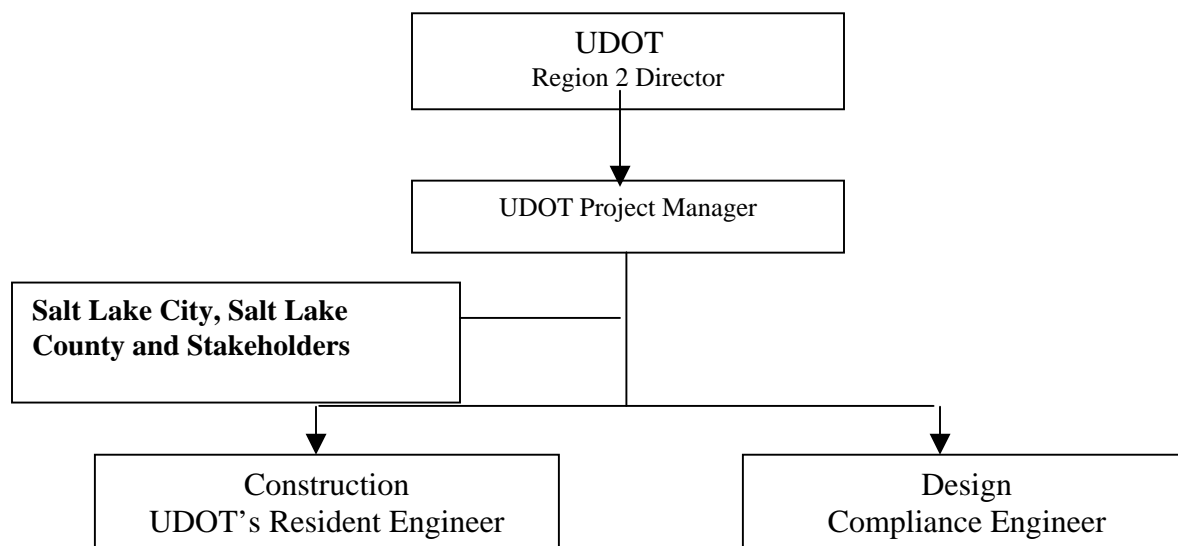 UDOT
Region 2 Director
UDOT Project Manager
Salt Lake City, Salt Lake
County and Stakeholders
Construction
UDOT’s Resident Engineer
Design
Compliance Engineer